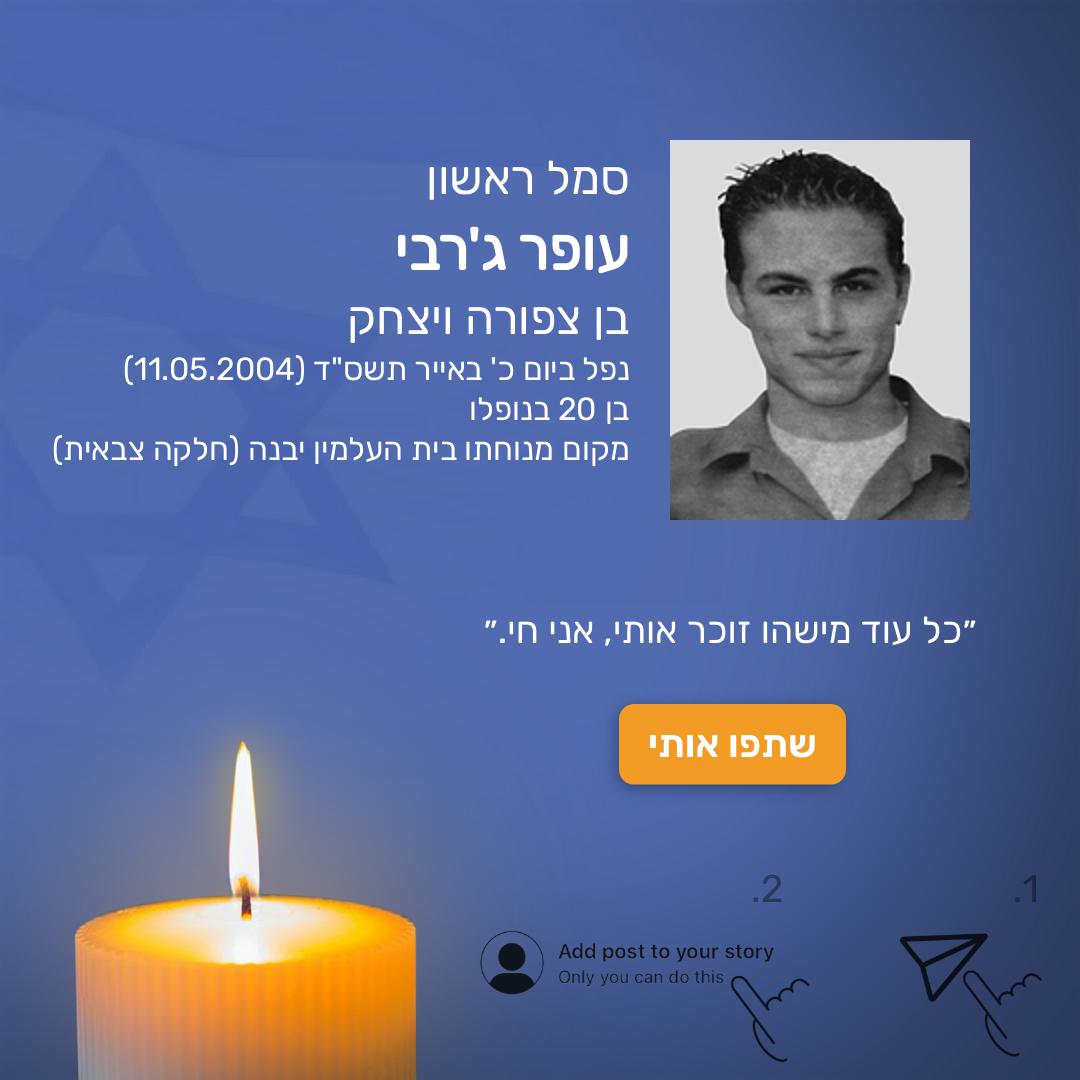 סמל ראשון
עופר ג'רבי
בן צפורה ויצחק
נפל ביום כ' באייר תשס"ד (11.05.2004)
בן 20 בנופלו
מקום מנוחתו בית העלמין יבנה (חלקה צבאית)
״כל עוד מישהו זוכר אותי, אני חי.״
שתפו אותי
1.
2.
Add post to your story
Only you can do this